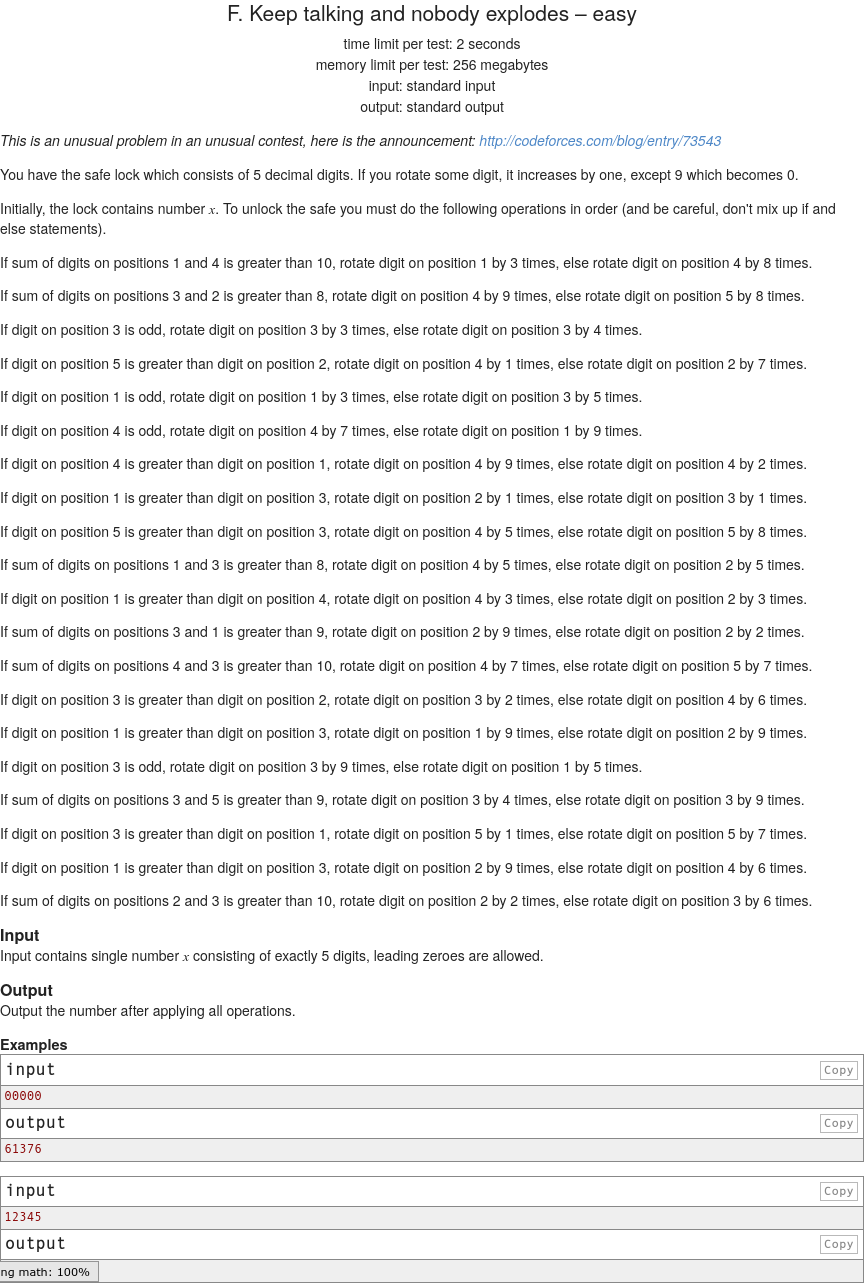 F. Keep talking and nobody explodes – easy
time limit per test: 2 seconds
memory limit per test: 256 megabytes
input: standard input
output: standard output
This is an unusual problem in an unusual contest, here is the announcement: http://codeforces.com/blog/entry/73543
You have the safe lock which consists of 5 decimal digits. If you rotate some digit, it increases by one, except 9 which becomes 0.
Initially, the lock contains number x. To unlock the safe you must do the following operations in order (and be careful, don't mix up if and
else statements).
If sum of digits on positions 1 and 4 is greater than 10, rotate digit on position 1 by 3 times, else rotate digit on position 4 by 8 times.
If sum of digits on positions 3 and 2 is greater than 8, rotate digit on position 4 by 9 times, else rotate digit on position 5 by 8 times.
If digit on position 3 is odd, rotate digit on position 3 by 3 times, else rotate digit on position 3 by 4 times.
If digit on position 5 is greater than digit on position 2, rotate digit on position 4 by 1 times, else rotate digit on position 2 by 7 times.
If digit on position 1 is odd, rotate digit on position 1 by 3 times, else rotate digit on position 3 by 5 times.
If digit on position 4 is odd, rotate digit on position 4 by 7 times, else rotate digit on position 1 by 9 times.
If digit on position 4 is greater than digit on position 1, rotate digit on position 4 by 9 times, else rotate digit on position 4 by 2 times.
If digit on position 1 is greater than digit on position 3, rotate digit on position 2 by 1 times, else rotate digit on position 3 by 1 times.
If digit on position 5 is greater than digit on position 3, rotate digit on position 4 by 5 times, else rotate digit on position 5 by 8 times.
If sum of digits on positions 1 and 3 is greater than 8, rotate digit on position 4 by 5 times, else rotate digit on position 2 by 5 times.
If digit on position 1 is greater than digit on position 4, rotate digit on position 4 by 3 times, else rotate digit on position 2 by 3 times.
If sum of digits on positions 3 and 1 is greater than 9, rotate digit on position 2 by 9 times, else rotate digit on position 2 by 2 times.
If sum of digits on positions 4 and 3 is greater than 10, rotate digit on position 4 by 7 times, else rotate digit on position 5 by 7 times.
If digit on position 3 is greater than digit on position 2, rotate digit on position 3 by 2 times, else rotate digit on position 4 by 6 times.
If digit on position 1 is greater than digit on position 3, rotate digit on position 1 by 9 times, else rotate digit on position 2 by 9 times.
If digit on position 3 is odd, rotate digit on position 3 by 9 times, else rotate digit on position 1 by 5 times.
If sum of digits on positions 3 and 5 is greater than 9, rotate digit on position 3 by 4 times, else rotate digit on position 3 by 9 times.
If digit on position 3 is greater than digit on position 1, rotate digit on position 5 by 1 times, else rotate digit on position 5 by 7 times.
If digit on position 1 is greater than digit on position 3, rotate digit on position 2 by 9 times, else rotate digit on position 4 by 6 times.
If sum of digits on positions 2 and 3 is greater than 10, rotate digit on position 2 by 2 times, else rotate digit on position 3 by 6 times.
Input
Input contains single number x consisting of exactly 5 digits, leading zeroes are allowed.
Output
Output the number after applying all operations.
Examples
input Copy
00000
output Copy
61376
input Copy
12345
output Copy
ng math: 100%